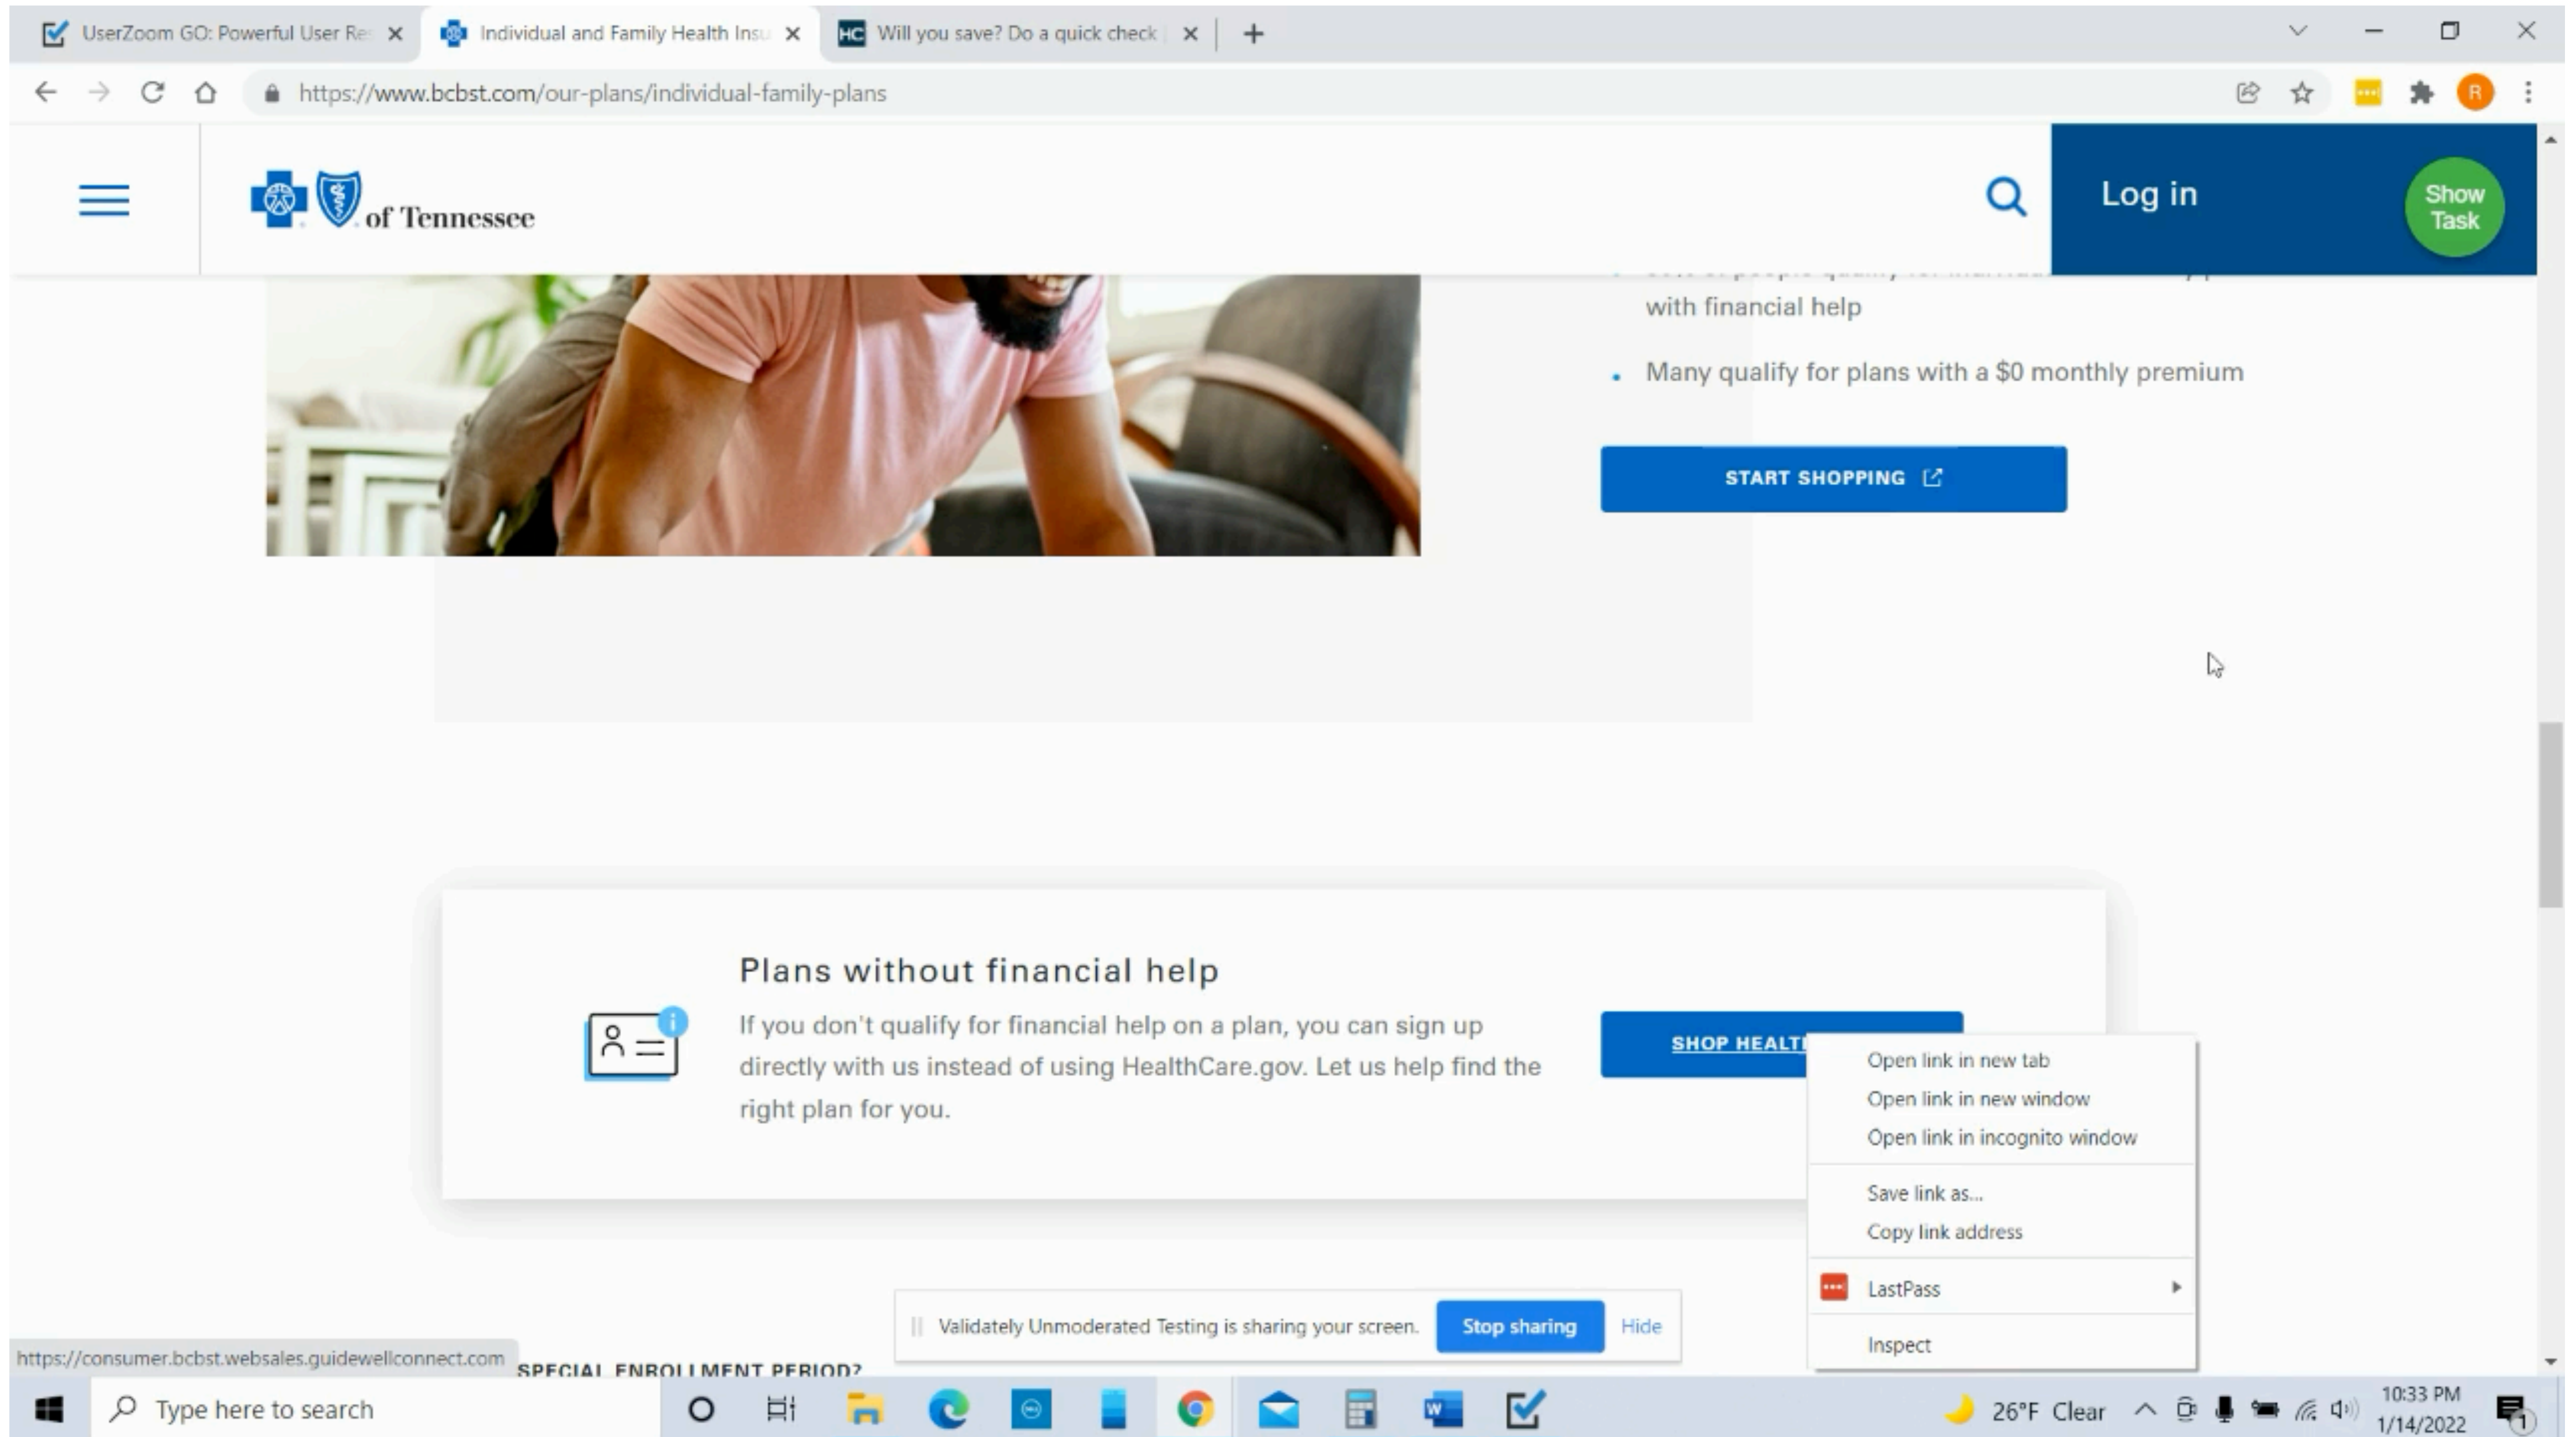 UserZoom GO: Powerful User Res
Individual and Family Health Insu
HC Will you save? Do a quick check
https://www.bcbst.com/our-plans/individual-family-plans
R
of Tennessee
Log in
Show
Task
with financial help
Many qualify for plans with a $0 monthly premium
START SHOPPING
Plans without financial help
If you don't qualify for financial help on a plan, you can sign up
directly with us instead of using HealthCare.gov. Let us help find the
right plan for you.
SHOP HEALT
Open link in new tab
Open link in new window
Open link in incognito window
Save link as...
Copy link address
LastPass
Inspect
Validately Unmoderated Testing is sharing your screen.
Stop sharing
Hide
https://consumer.bcbst.websales.guidewellconnect.com
SPECIAL ENROLLMENT PERIOD?
Type here to search
W
26°F Clear
10:33 PM
1/14/2022
1